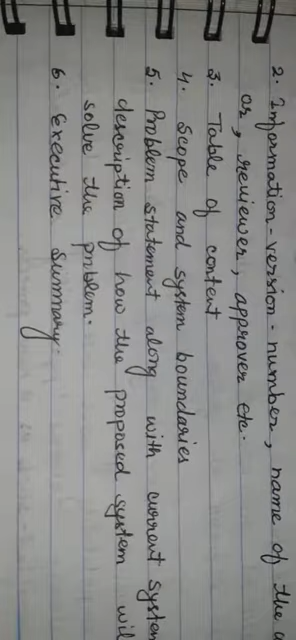 2. Information - version - number, name of the
or, reviewer, approver etc.
3. Table of content
4. Scope and system boundaries
5. Problem statement along with current system
description of how the proposed system wil
solve the problem.
6. Executive Summary.